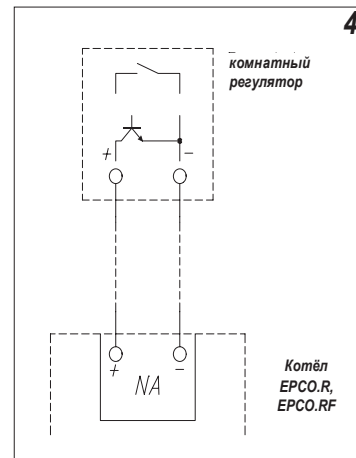 4
комнатный
регулятор
+ −
+ −
NA
Котёл
EPCO.R,
EPCO.RF